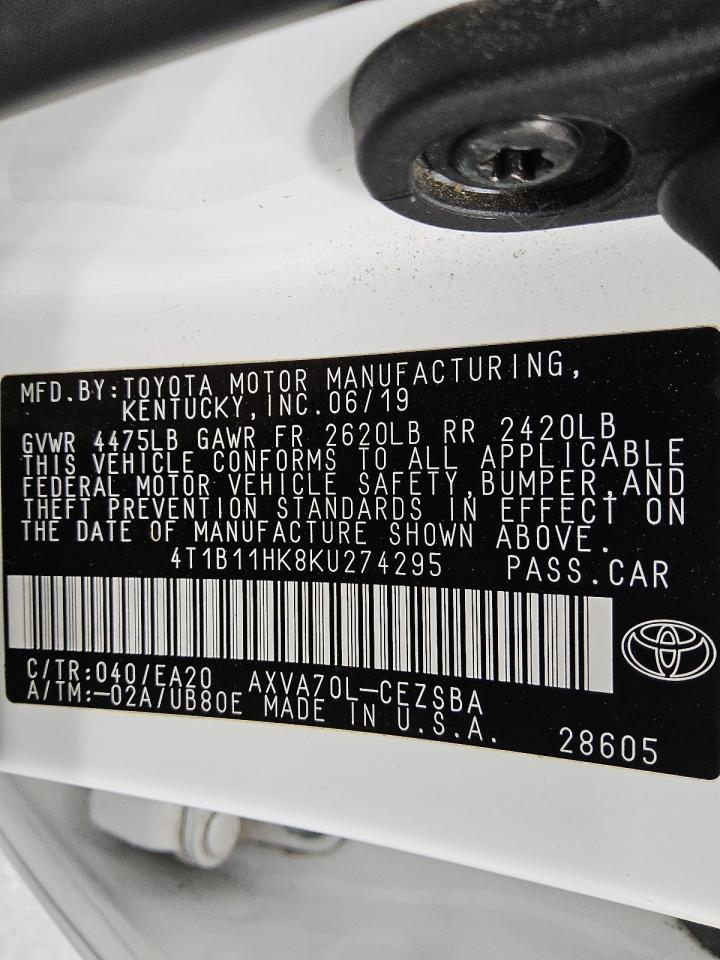 MFD.BY:TOYOTA MOTOR MANUFACTURING,
KENTUCKY,INC.06/19
GVWR 4475LB GAWR FR 2620LB RR 2420LB
THIS VEHICLE CONFORMS TO ALL APPLICABLE
FEDERAL MOTOR VEHICLE SAFETY,BUMPER,AND
THEFT PREVENTION STANDARDS IN EFFECT ON
THE DATE OF MANUFACTURE SHOWN ABOVE.
4T1B11HK8KU274295 PASS.CAR
C/TR:040/EA20 AXVA70L-CEZSBA
A/TM:-02A/UB80E MADE IN U.S.A.
28605